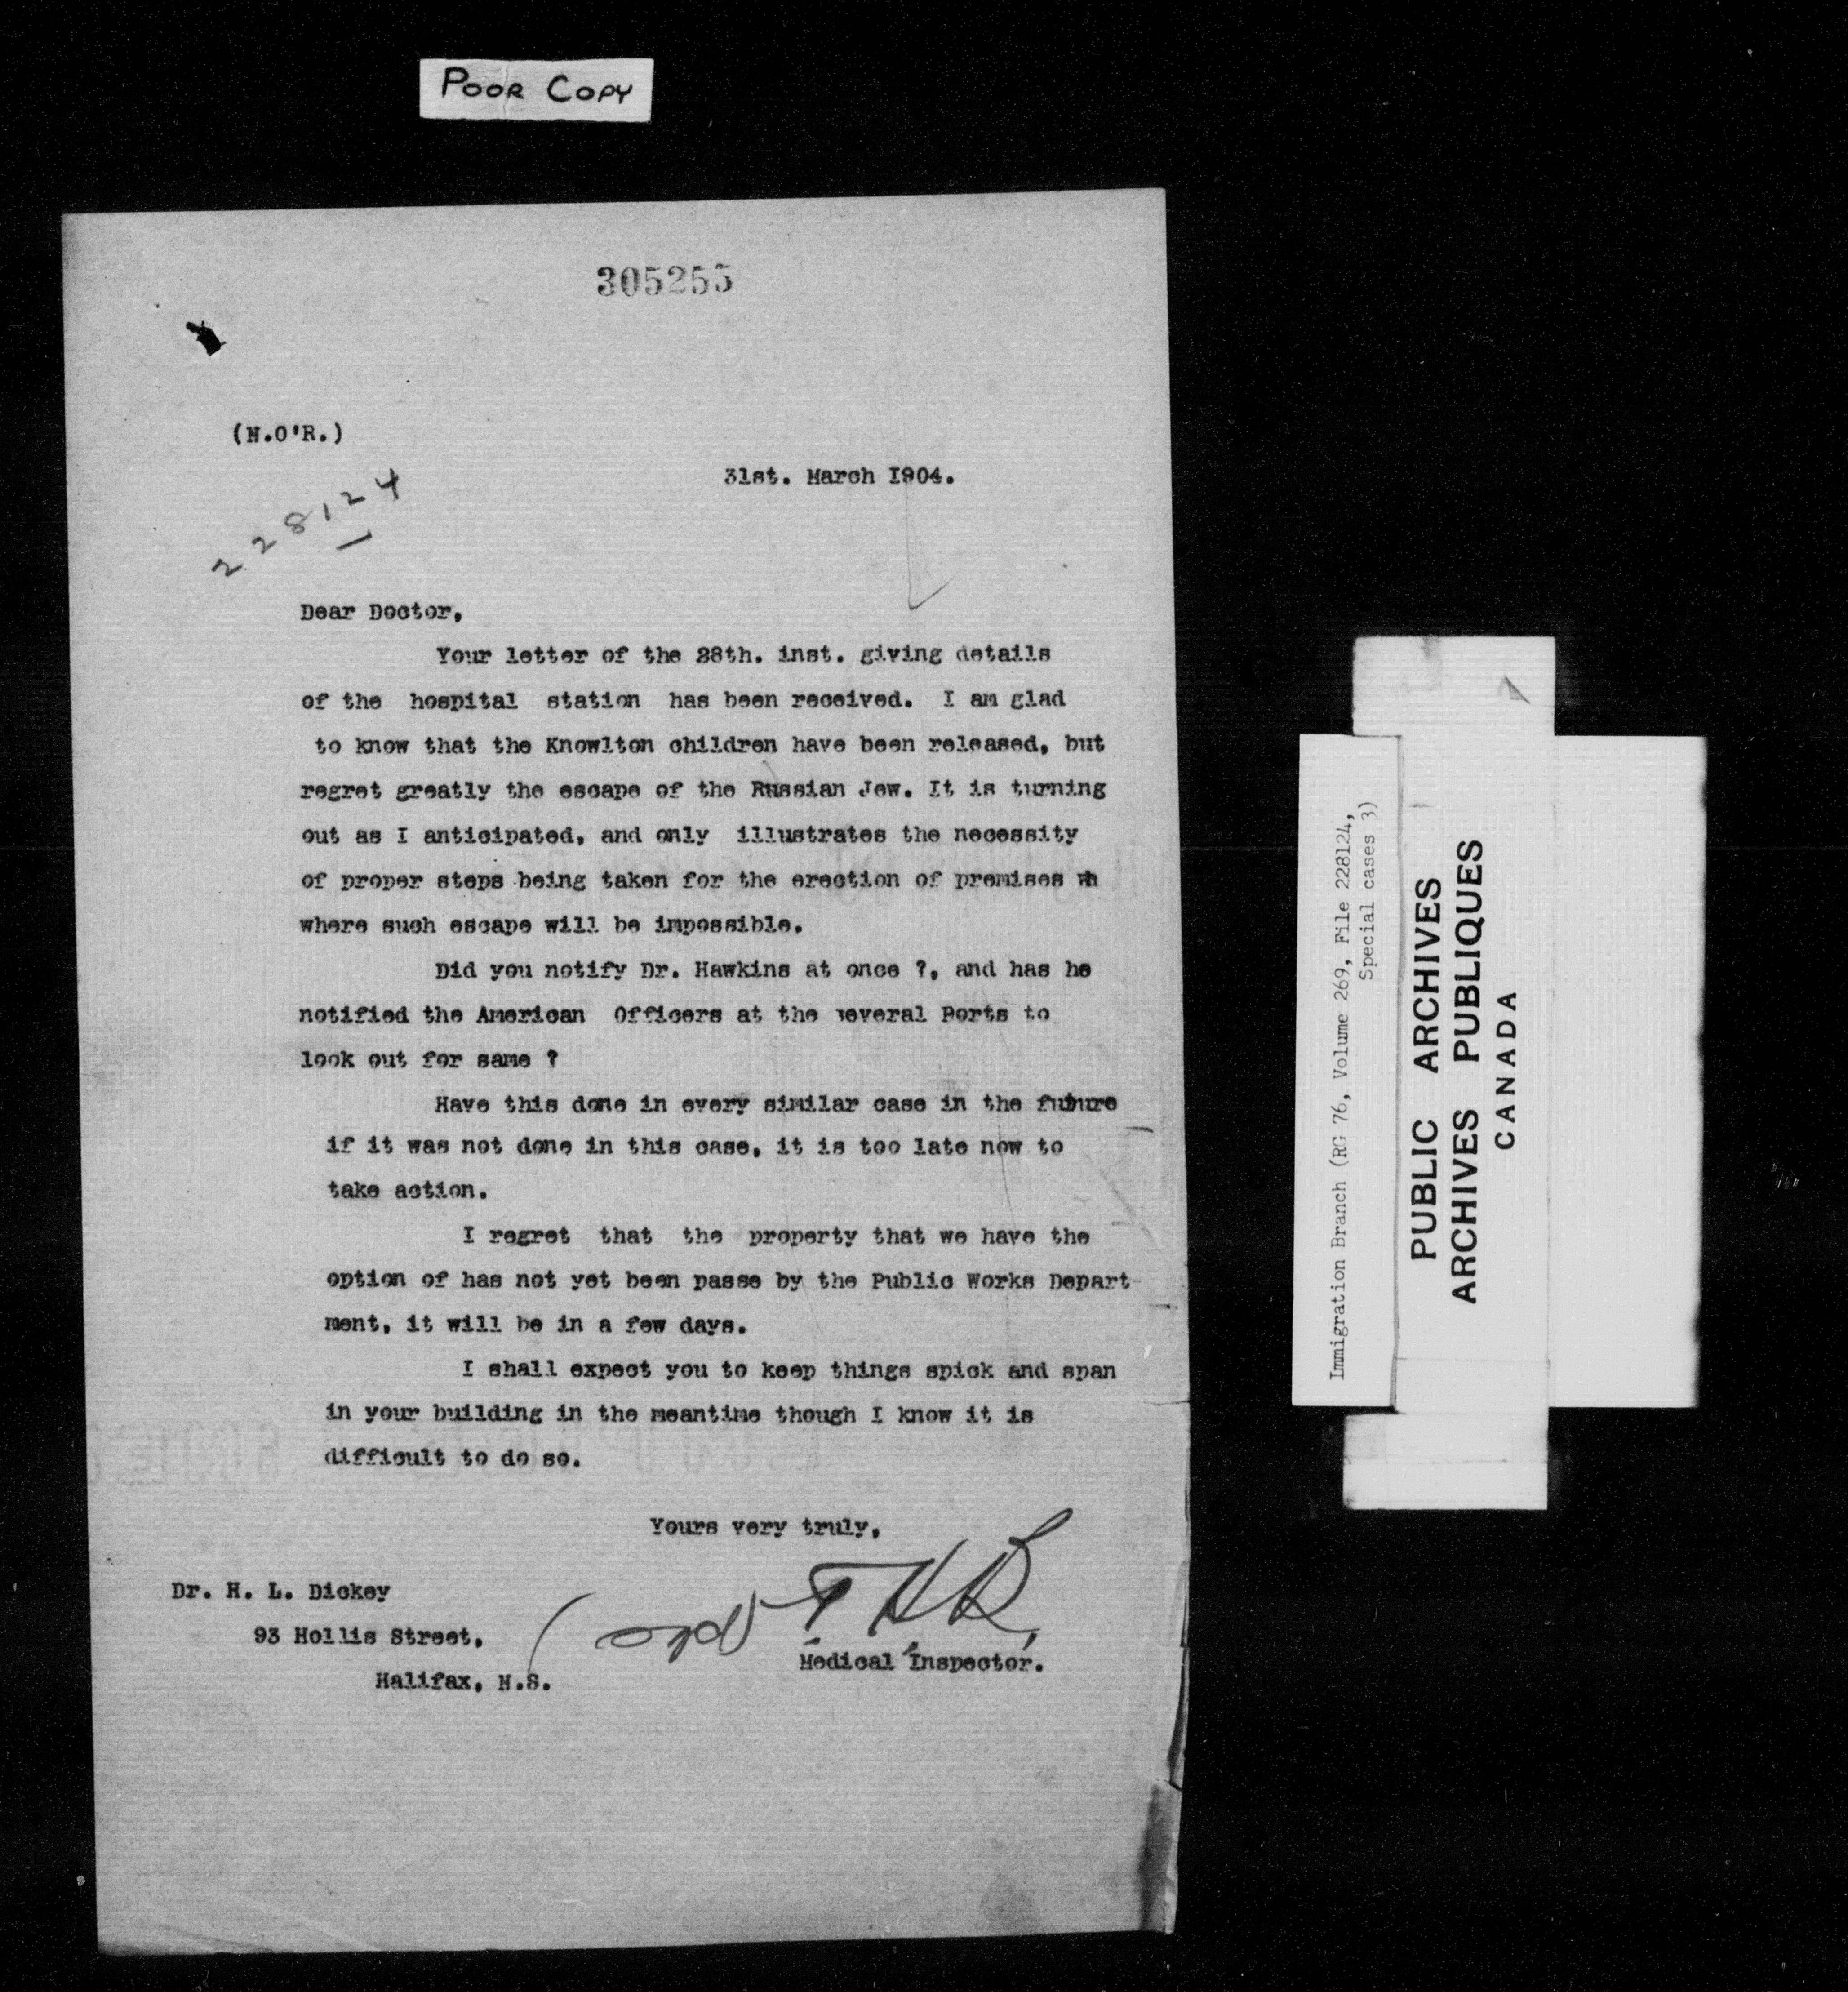 POOR COPY
305255
(N.O'R.)
31st. March I904.
228124
Dear Doctor,
Your letter of the 28th. inst. giving details
of the hospital station has been received. I am glad
to know that the Knowlton children have been released, but
regret greatly the escape of the Russian Jew. It is turning
out as I anticipated, and only illustrates the necessity
of proper steps being taken for the erection of premises wh
where such escape will be impossible.
Did you notify Dr. Hawkins at once ?, and has he
notified the American Officers at the several Ports to
look out for same ?
Have this done in every similar case in the future
if it was not done in this case, it is too late now to
take action.
I regret that the property that we have the
option of has not yet been passe by the Public Works Depart-
ment, it will be in a few days.
I shall expect you to keep things spick and span
in your building in the meantime though I know it is
difficult to do so.
Yours very truly,
Dr. H. L. Dickey
93 Hollis Street,
Halifax, N.S.
Medical Inspector.
Immigration Branch (RG 76, Volume 269, File 228124,
Special cases 3)
PUBLIC ARCHIVES
ARCHIVES PUBLIQUES
CANADA